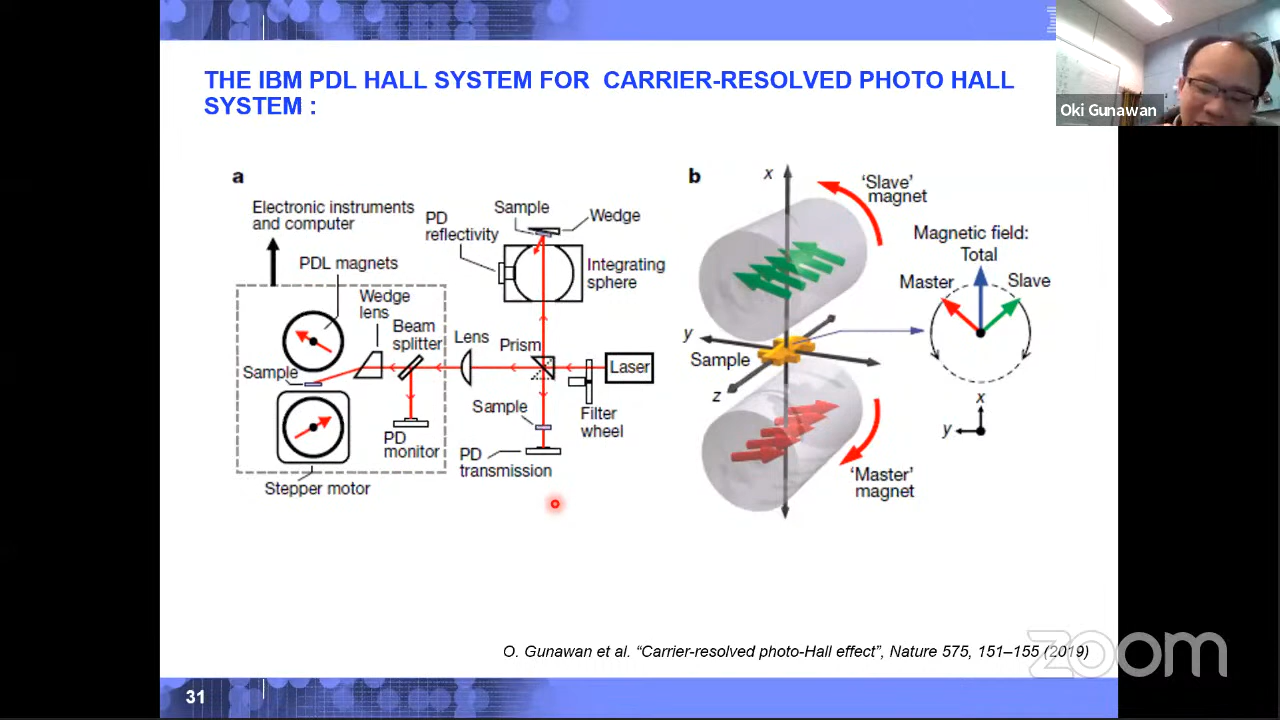 THE IBM PDL HALL SYSTEM FOR CARRIER-RESOLVED PHOTO HALL
SYSTEM :
Oki Gunawan
a
Electronic instruments
and computer
PDL magnets
Wedge
lens
Beam
splitter
Sample
PD
monitor
Stepper motor
PD
reflectivity
Sample
Wedge
Integrating
sphere
Lens
Prism
Laser
Sample
Filter
wheel
PD
transmission
b
x
'Slave'
magnet
y
Sample
z
'Master'
magnet
Magnetic field:
Total
Master
Slave
x
y
O. Gunawan et al. “Carrier-resolved photo-Hall effect”, Nature 575, 151–155 (2019)
zoom
31